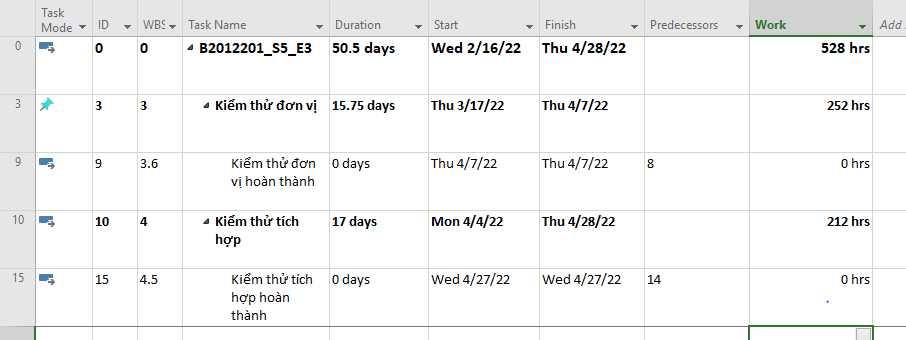 Task Mode ID WBS Task Name Duration Start Finish Predecessors Work Add
0 0 0 B2012201_S5_E3 50.5 days Wed 2/16/22 Thu 4/28/22 528 hrs
3 3 3 Kiểm thử đơn vị 15.75 days Thu 3/17/22 Thu 4/7/22 252 hrs
9 9 3.6 Kiểm thử đơn 0 days Thu 4/7/22 Thu 4/7/22 8 0 hrs
vị hoàn thành
10 10 4 Kiểm thử tích 17 days Mon 4/4/22 Thu 4/28/22 212 hrs
hợp
15 15 4.5 Kiểm thử tích 0 days Wed 4/27/22 Wed 4/27/22 14 0 hrs
hợp hoàn
thành